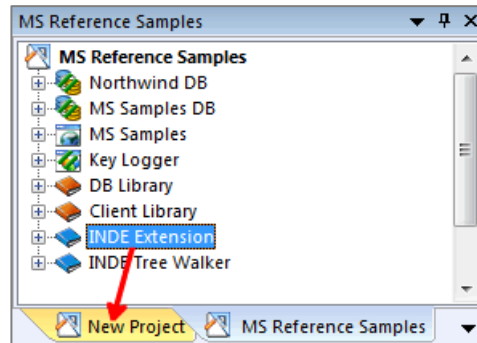 MS Reference Samples
MS Reference Samples
Northwind DB
MS Samples DB
MS Samples
Key Logger
DB Library
Client Library
INDE Extension
INDE Tree Walker
New Project MS Reference Samples